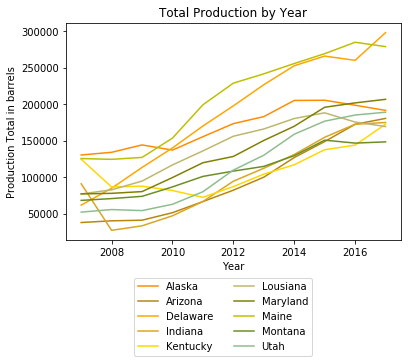 Total Production by Year
300000
250000
200000
150000
100000
50000
Production Total in barrels
2008 2010 2012 2014 2016
Year
Alaska Lousiana
Arizona Maryland
Delaware Maine
Indiana Montana
Kentucky Utah